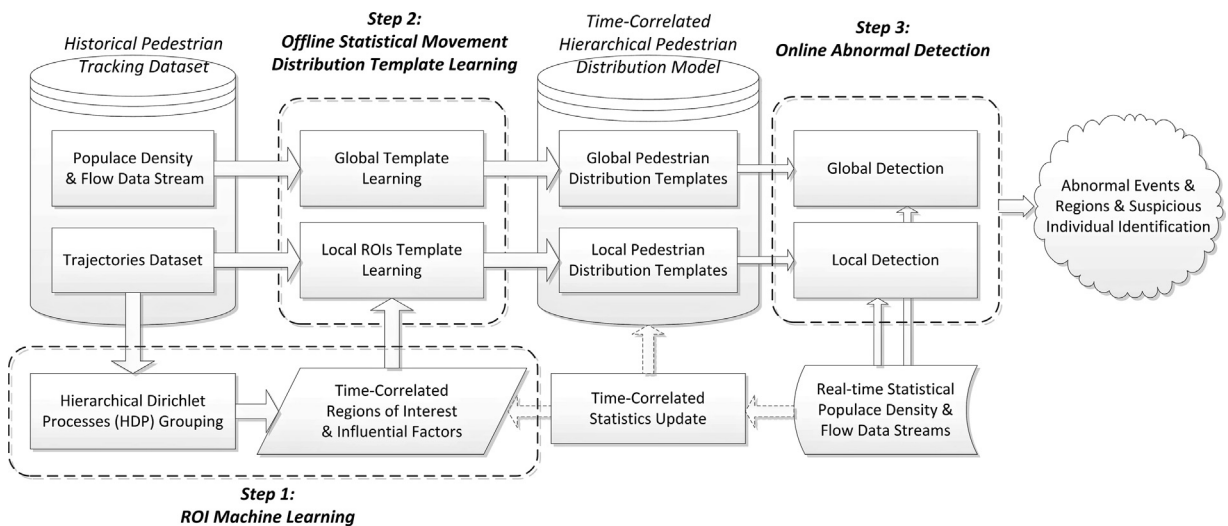 Historical Pedestrian
Tracking Dataset
Step 2:
Offline Statistical Movement
Distribution Template Learning
Time-Correlated
Hierarchical Pedestrian
Distribution Model
Step 3:
Online Abnormal Detection
Populace Density
& Flow Data Stream
Global Template
Learning
Global Pedestrian
Distribution Templates
Global Detection
Abnormal Events &
Regions & Suspicious
Individual Identification
Trajectories Dataset
Local ROIs Template
Learning
Local Pedestrian
Distribution Templates
Local Detection
Hierarchical Dirichlet
Processes (HDP) Grouping
Time-Correlated
Regions of Interest
& Influential Factors
Time-Correlated
Statistics Update
Real-time Statistical
Populace Density &
Flow Data Streams
Step 1:
ROI Machine Learning